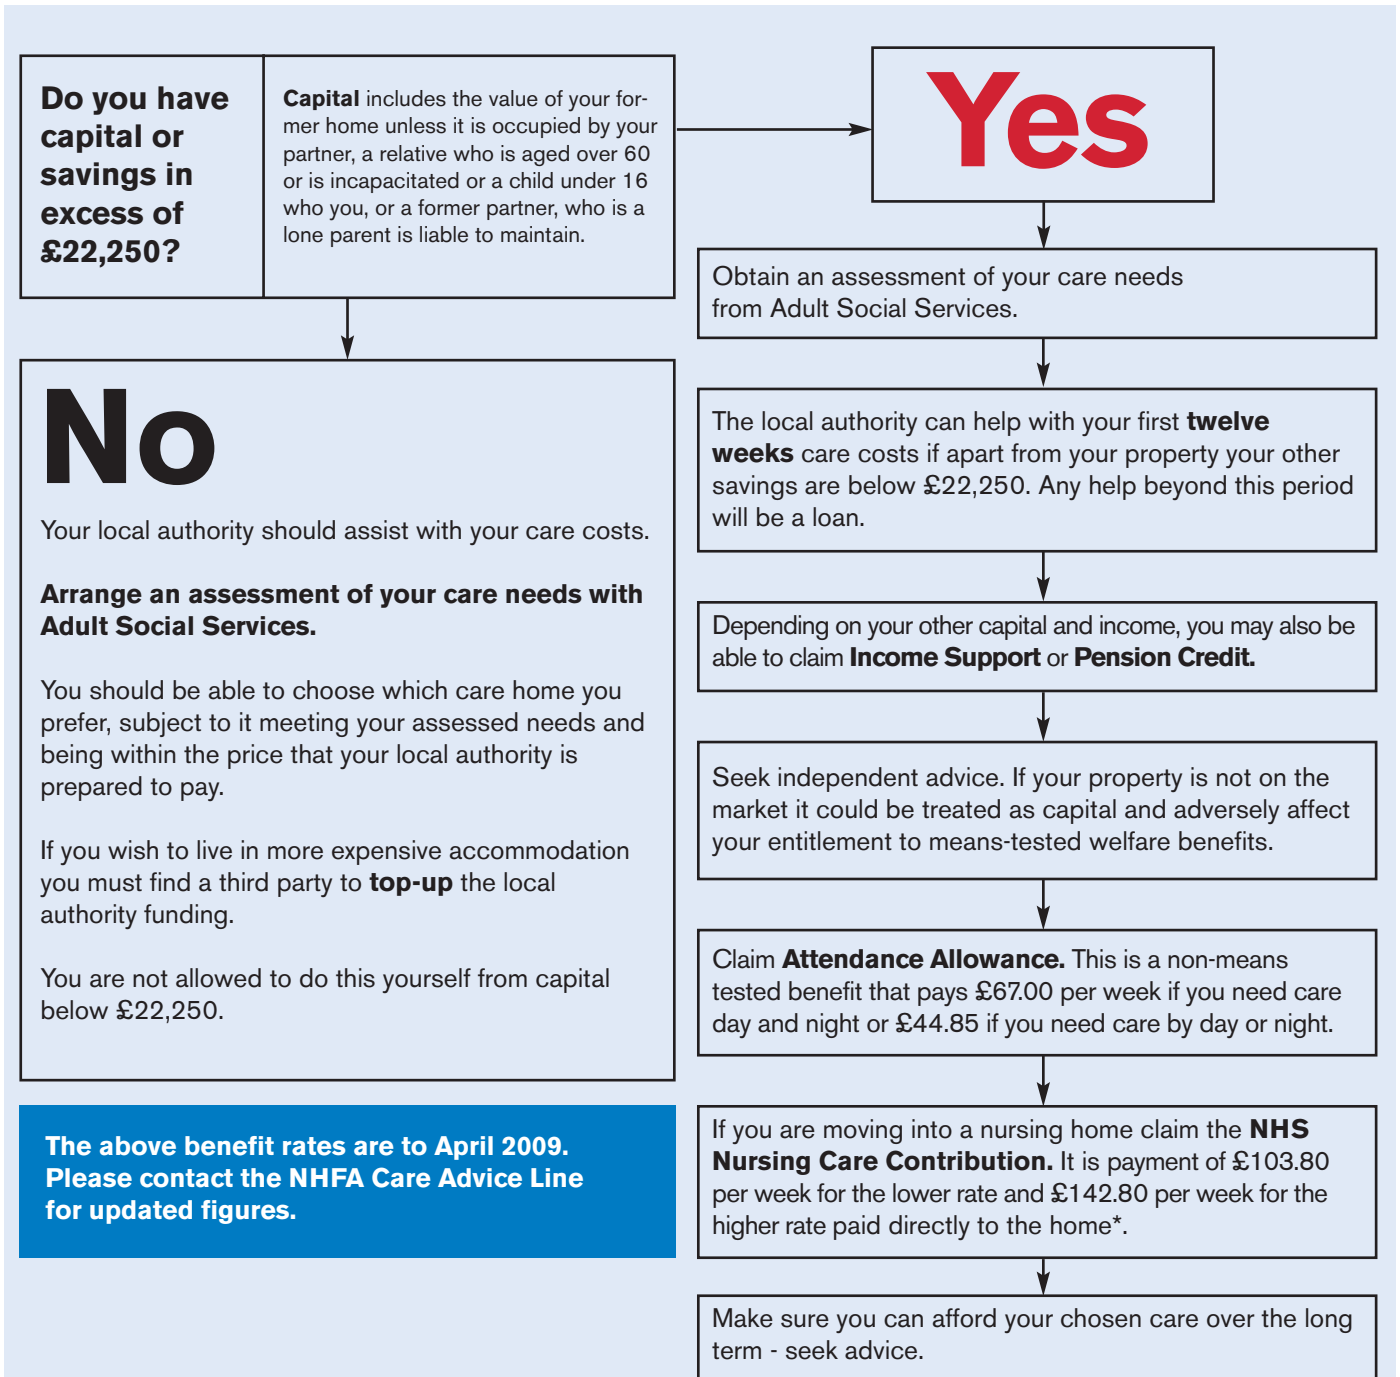 Do you have
capital or
savings in
excess of
£22,250?
Capital includes the value of your for-
mer home unless it is occupied by your
partner, a relative who is aged over 60
or is incapacitated or a child under 16
who you, or a former partner, who is a
lone parent is liable to maintain.
Yes
No
Your local authority should assist with your care costs.
Arrange an assessment of your care needs with
Adult Social Services.
You should be able to choose which care home you
prefer, subject to it meeting your assessed needs and
being within the price that your local authority is
prepared to pay.
If you wish to live in more expensive accommodation
you must find a third party to top-up the local
authority funding.
You are not allowed to do this yourself from capital
below £22,250.
The above benefit rates are to April 2009.
Please contact the NHFA Care Advice Line
for updated figures.
Obtain an assessment of your care needs
from Adult Social Services.
The local authority can help with your first twelve
weeks care costs if apart from your property your other
savings are below £22,250. Any help beyond this period
will be a loan.
Depending on your other capital and income, you may also be
able to claim Income Support or Pension Credit.
Seek independent advice. If your property is not on the
market it could be treated as capital and adversely affect
your entitlement to means-tested welfare benefits.
Claim Attendance Allowance. This is a non-means
tested benefit that pays £67.00 per week if you need care
day and night or £44.85 if you need care by day or night.
If you are moving into a nursing home claim the NHS
Nursing Care Contribution. It is payment of £103.80
per week for the lower rate and £142.80 per week for the
higher rate paid directly to the home*.
Make sure you can afford your chosen care over the long
term - seek advice.